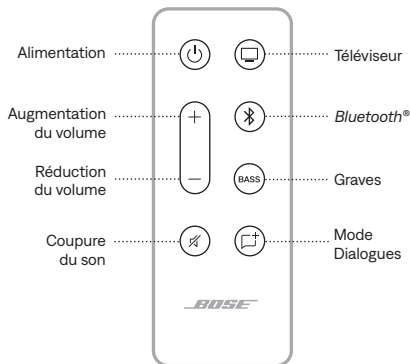 Alimentation
Téléviseur
Augmentation
du volume
+
Bluetooth®
Réduction
du volume
–
BASS
Graves
Coupure
du son
Mode
Dialogues
BOSE